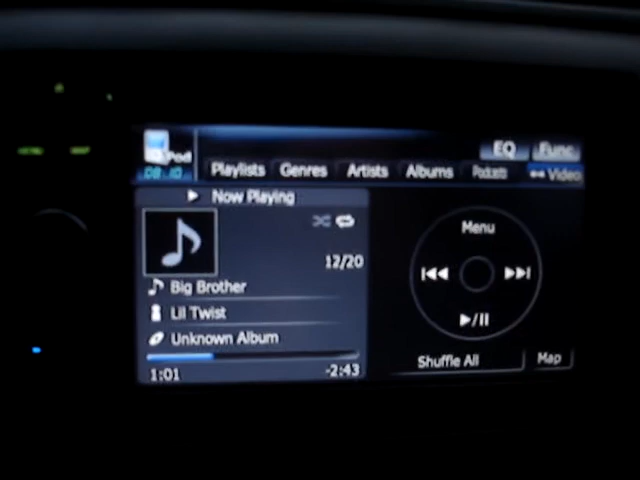 iPod
EQ Func
08:10
Playlists Genres Artists Albums Podcasts Video
Now Playing
12/20
Big Brother
Lil Twist
Unknown Album
1:01 -2:43
Menu
Shuffle All Map